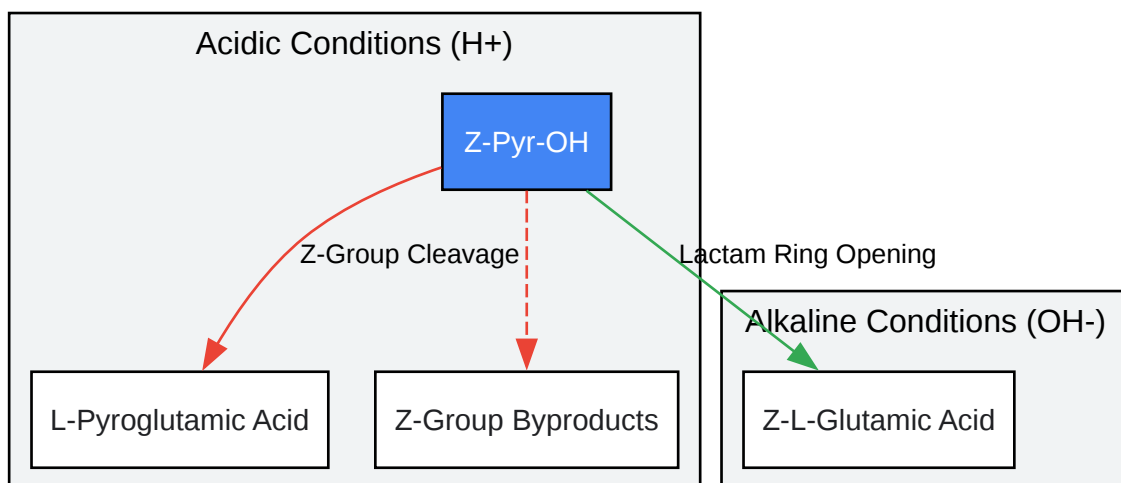 Acidic Conditions (H+)
Z-Pyr-OH
Z-Group Cleavage
Lactam Ring Opening
Alkaline Conditions (OH-)
L-Pyroglutamic Acid
Z-Group Byproducts
Z-L-Glutamic Acid